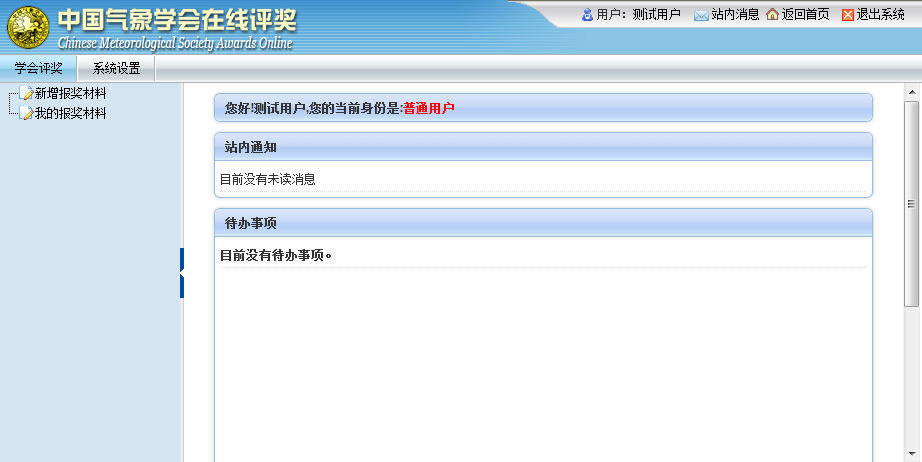 中国气象学会在线评奖
Chinese Meteorological Society Awards Online
用户：测试用户 站内消息 返回首页 退出系统
学会评奖 系统设置
新增报奖材料
我的报奖材料
您好!测试用户,您的当前身份是:普通用户
站内通知
目前没有未读消息
待办事项
目前没有待办事项。